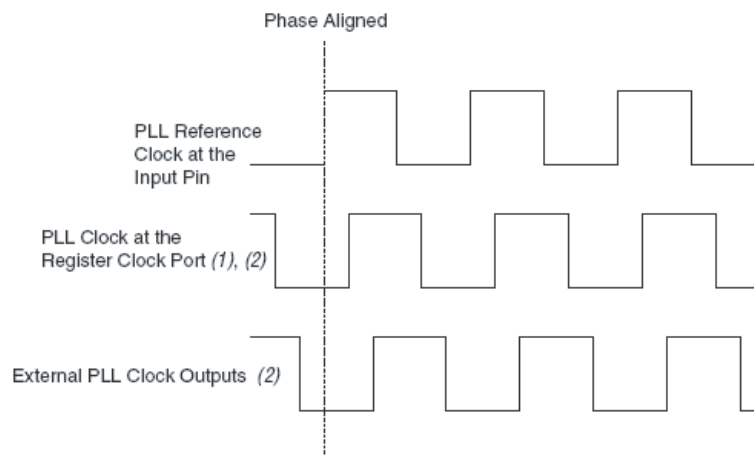 Phase Aligned
PLL Reference
Clock at the
Input Pin
PLL Clock at the
Register Clock Port (1), (2)
External PLL Clock Outputs (2)